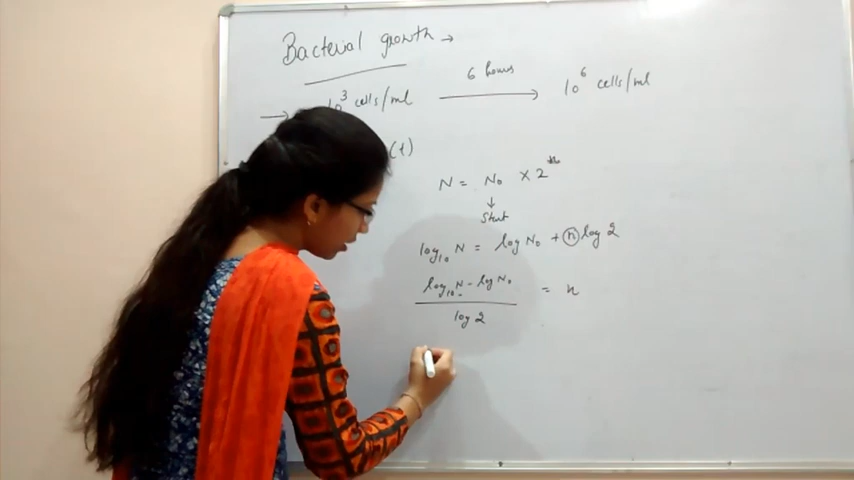 Bacterial growth →
→ 10³ cells/ml 6 hours → 10⁶ cells/ml
(t)
N = N₀ × 2ⁿ
↓
Start
log₁₀ N = log N₀ + n log 2
log₁₀N - log N₀ = n
log 2